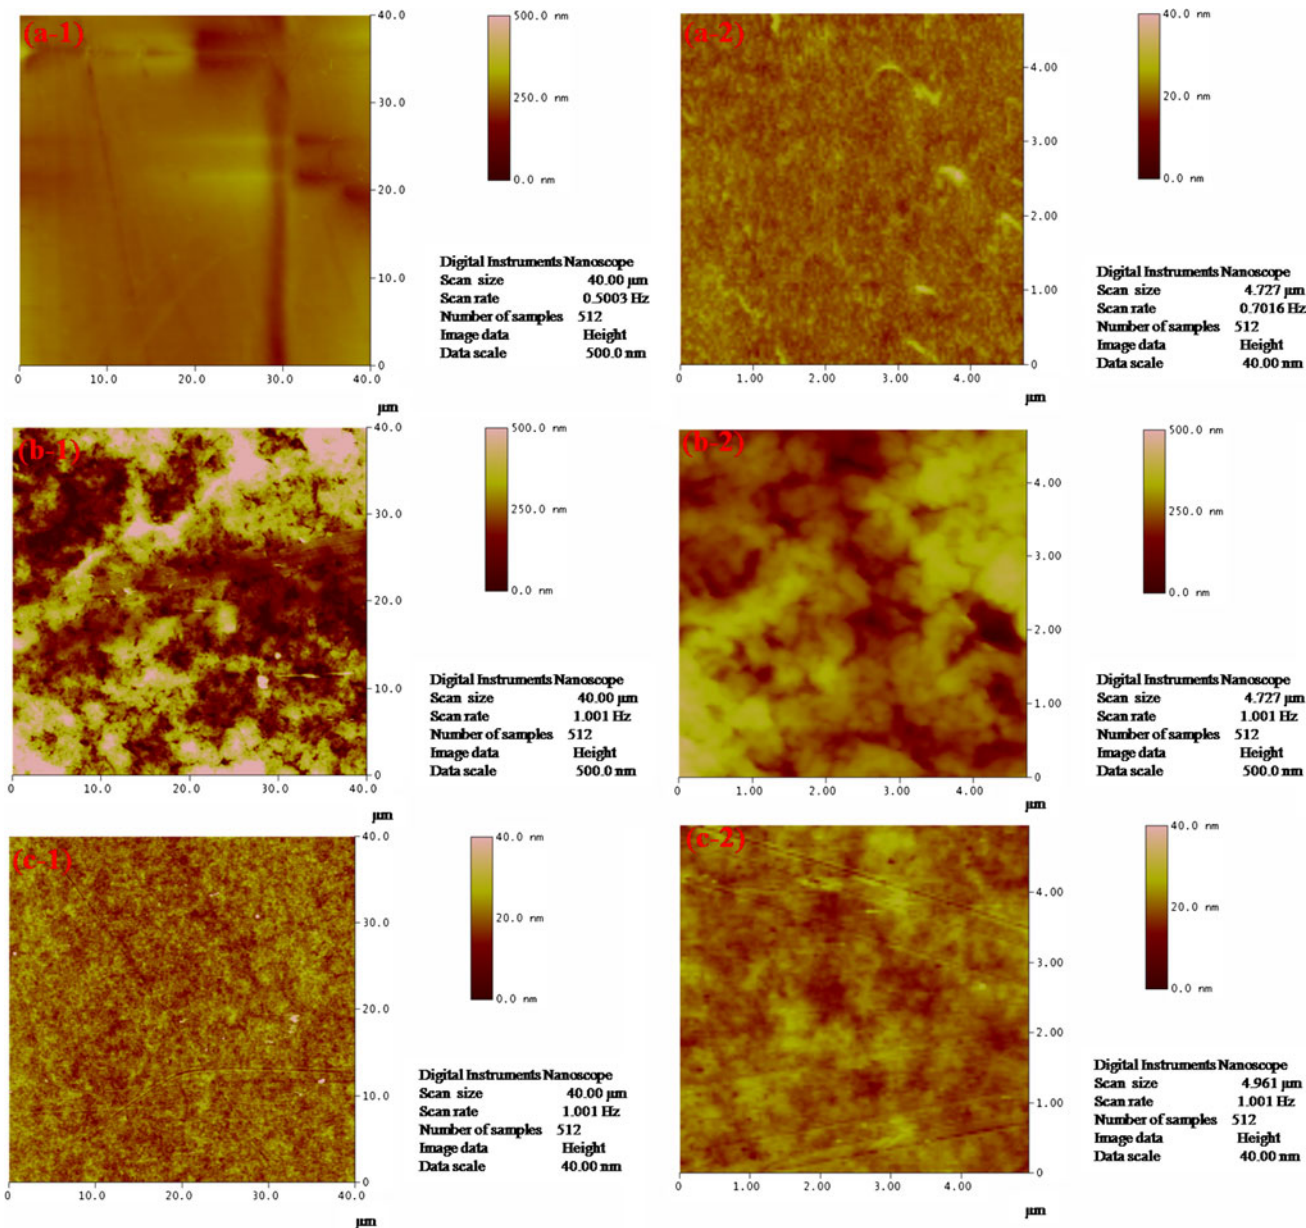 (a-1)
40.0
30.0
20.0
10.0
0
0 10.0 20.0 30.0 40.0
µm
500.0 nm
250.0 nm
0.0 nm
Digital Instruments Nanoscope
Scan size 40.00 µm
Scan rate 0.5003 Hz
Number of samples 512
Image data Height
Data scale 500.0 nm
(a-2)
4.00
3.00
2.00
1.00
0
0 1.00 2.00 3.00 4.00
µm
40.0 nm
20.0 nm
0.0 nm
Digital Instruments Nanoscope
Scan size 4.727 µm
Scan rate 0.7016 Hz
Number of samples 512
Image data Height
Data scale 40.00 nm
(b-1)
40.0
30.0
20.0
10.0
0
0 10.0 20.0 30.0 40.0
µm
500.0 nm
250.0 nm
0.0 nm
Digital Instruments Nanoscope
Scan size 40.00 µm
Scan rate 1.001 Hz
Number of samples 512
Image data Height
Data scale 500.0 nm
(b-2)
4.00
3.00
2.00
1.00
0
0 1.00 2.00 3.00 4.00
µm
500.0 nm
250.0 nm
0.0 nm
Digital Instruments Nanoscope
Scan size 4.727 µm
Scan rate 1.001 Hz
Number of samples 512
Image data Height
Data scale 500.0 nm
(c-1)
40.0
30.0
20.0
10.0
0
0 10.0 20.0 30.0 40.0
µm
40.0 nm
20.0 nm
0.0 nm
Digital Instruments Nanoscope
Scan size 40.00 µm
Scan rate 1.001 Hz
Number of samples 512
Image data Height
Data scale 40.00 nm
(c-2)
4.00
3.00
2.00
1.00
0
0 1.00 2.00 3.00 4.00
µm
40.0 nm
20.0 nm
0.0 nm
Digital Instruments Nanoscope
Scan size 4.961 µm
Scan rate 1.001 Hz
Number of samples 512
Image data Height
Data scale 40.00 nm